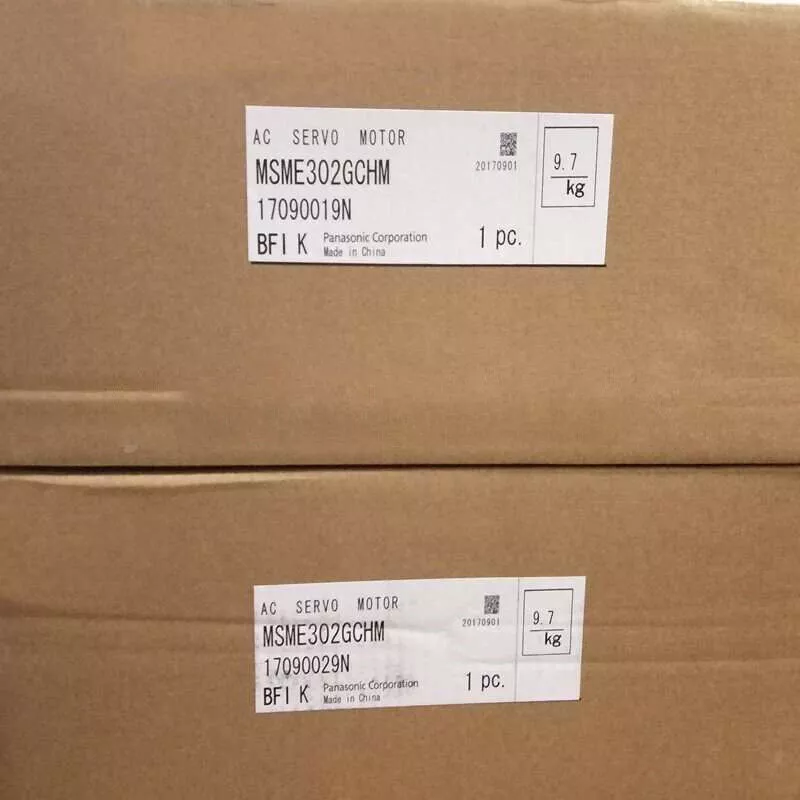 AC SERVO MOTOR
MSME302GCHM
20170901
9.7
kg
17090019N
BFI K Panasonic Corporation
Made in China
1 pc.
AC SERVO MOTOR
MSME302GCHM
20170901
9.7
kg
17090029N
BFI K Panasonic Corporation
Made in China
1 pc.